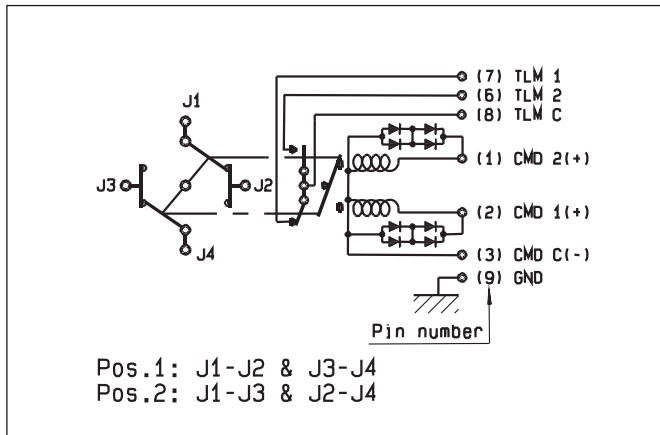 (7) TLM 1
(6) TLM 2
(8) TLM C
J1
(1) CMD 2(+)
J3
J2
(2) CMD 1(+)
J4
(3) CMD C(-)
(9) GND
Pin number
Pos.1: J1-J2 & J3-J4
Pos.2: J1-J3 & J2-J4